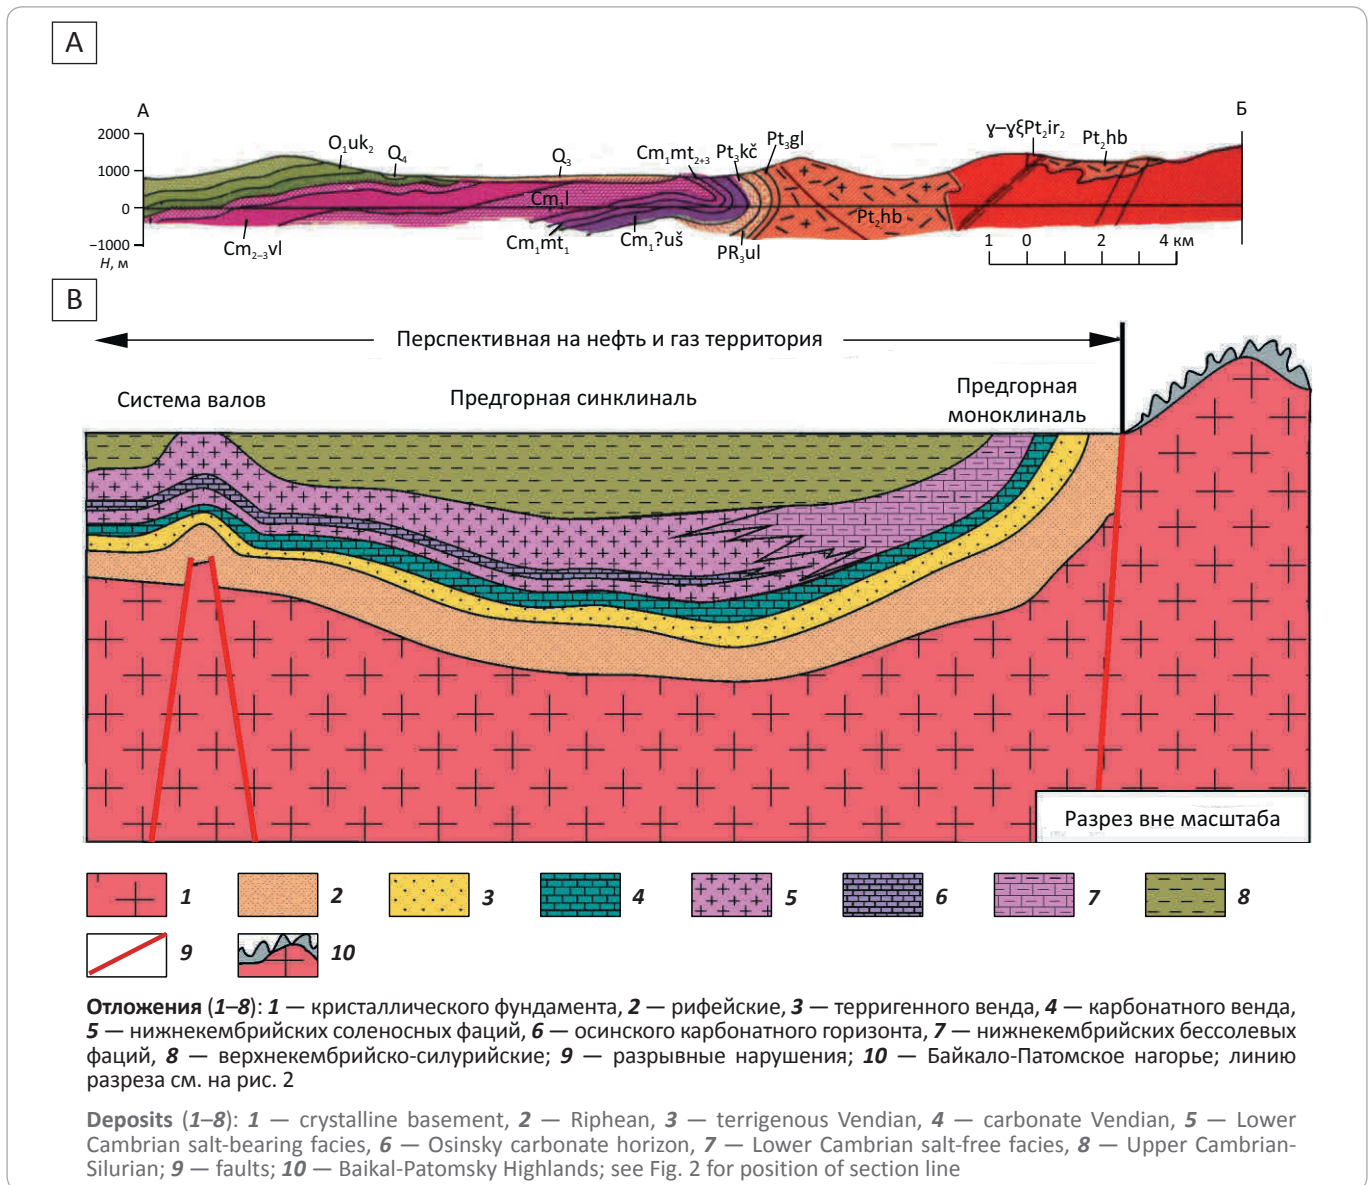 A
А
Б
2000
1000
0
−1000
H, м
O₁uk₂
Q₄
Q₃
Cm₁mt₂₊₃
Pt₃kč
Pt₃gl
γ–γξPt₂ir₂
Pt₂hb
Cm₁l
Pt₂hb
Cm₂₋₃vl
Cm₁mt₁
Cm₁?uš
PR₃ul
1 0 2 4 км
B
Перспективная на нефть и газ территория
Система валов
Предгорная синклиналь
Предгорная
моноклиналь
Разрез вне масштаба
1 2 3 4 5 6 7 8
9 10
Отложения (1–8): 1 — кристаллического фундамента, 2 — рифейские, 3 — терригенного венда, 4 — карбонатного венда,
5 — нижнекембрийских соленосных фаций, 6 — осинского карбонатного горизонта, 7 — нижнекембрийских бессолевых
фаций, 8 — верхнекембрийско-силурийские; 9 — разрывные нарушения; 10 — Байкало-Патомское нагорье; линию
разреза см. на рис. 2
Deposits (1–8): 1 — crystalline basement, 2 — Riphean, 3 — terrigenous Vendian, 4 — carbonate Vendian, 5 — Lower
Cambrian salt-bearing facies, 6 — Osinsky carbonate horizon, 7 — Lower Cambrian salt-free facies, 8 — Upper Cambrian-
Silurian; 9 — faults; 10 — Baikal-Patomsky Highlands; see Fig. 2 for position of section line